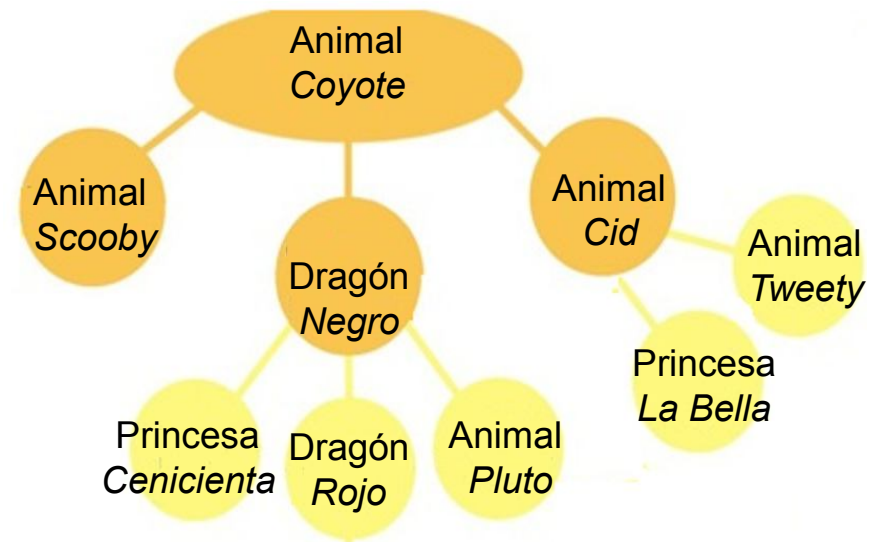 Animal
Coyote
Animal
Scooby
Dragón
Negro
Animal
Cid
Animal
Tweety
Princesa
La Bella
Princesa
Cenicienta
Dragón
Rojo
Animal
Pluto